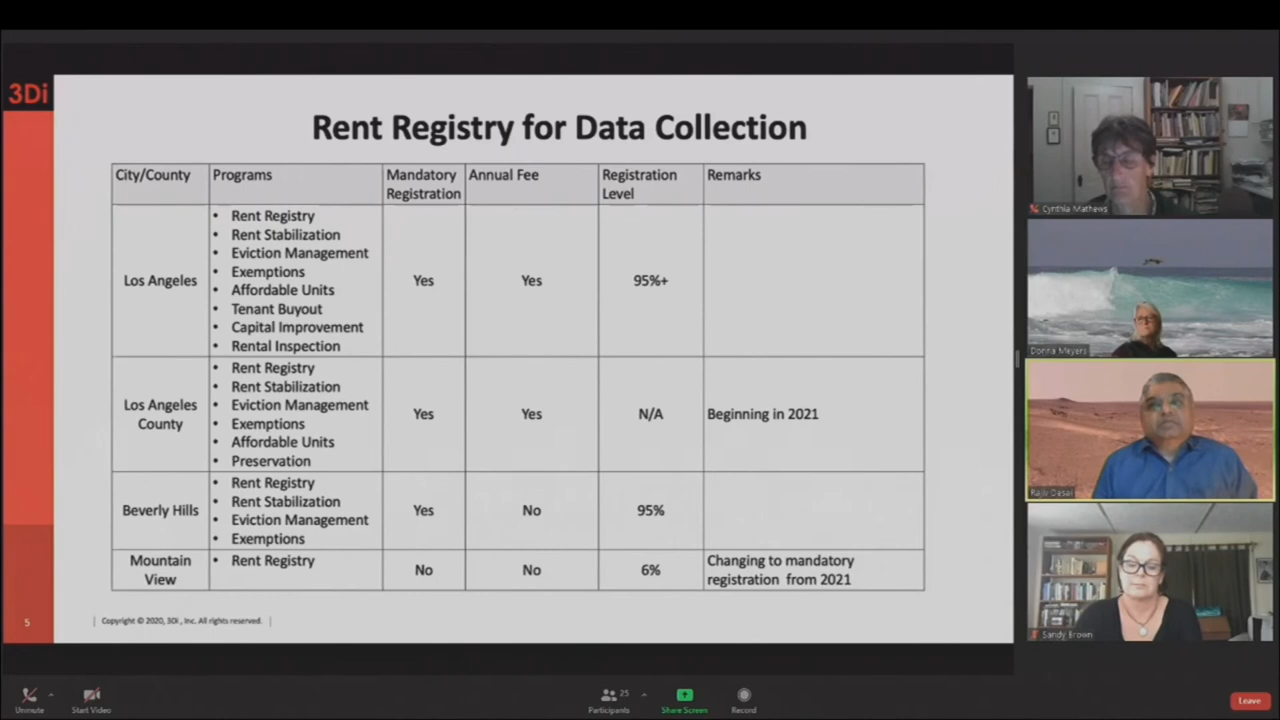 3Di
Rent Registry for Data Collection
City/County Programs Mandatory Registration Annual Fee Registration Level Remarks
Los Angeles
• Rent Registry
• Rent Stabilization
• Eviction Management
• Exemptions
• Affordable Units
• Tenant Buyout
• Capital Improvement
• Rental Inspection
Yes Yes 95%+
Los Angeles
County
• Rent Registry
• Rent Stabilization
• Eviction Management
• Exemptions
• Affordable Units
• Preservation
Yes Yes N/A Beginning in 2021
Beverly Hills
• Rent Registry
• Rent Stabilization
• Eviction Management
• Exemptions
Yes No 95%
Mountain
View
• Rent Registry
No No 6%
Changing to mandatory
registration from 2021
5
Copyright © 2020, 3Di, Inc. All rights reserved.
Cynthia Mathews
Donna Meyers
Rajiv Desai
Sandy Brown
Unmute
Start Video
25
Participants
Share Screen
Record
Leave